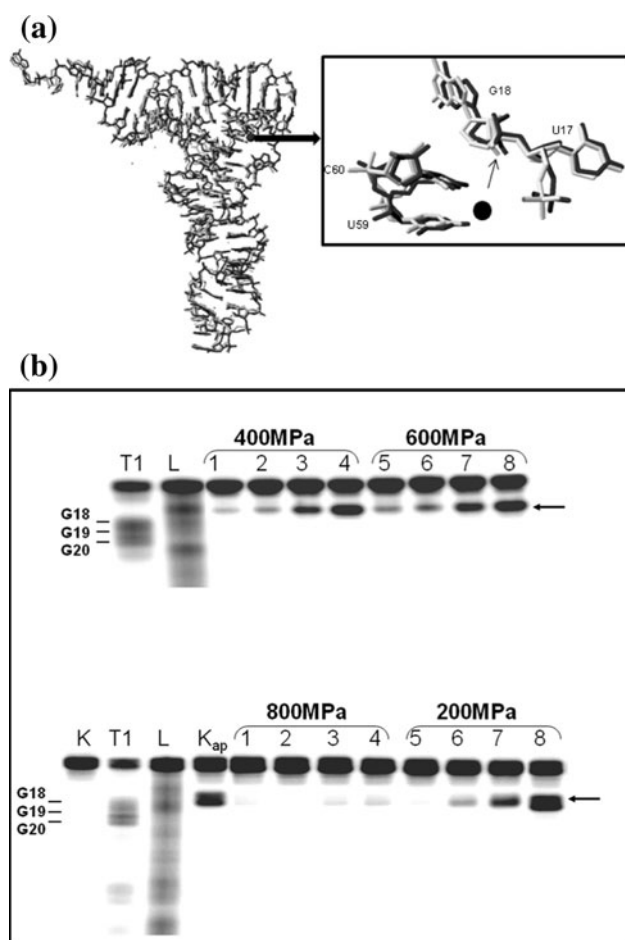 (a)
G18
U17
C60
U59
(b)
400MPa 600MPa
T1 L 1 2 3 4 5 6 7 8
G18
G19
G20
800MPa 200MPa
K T1 L Kap 1 2 3 4 5 6 7 8
G18
G19
G20